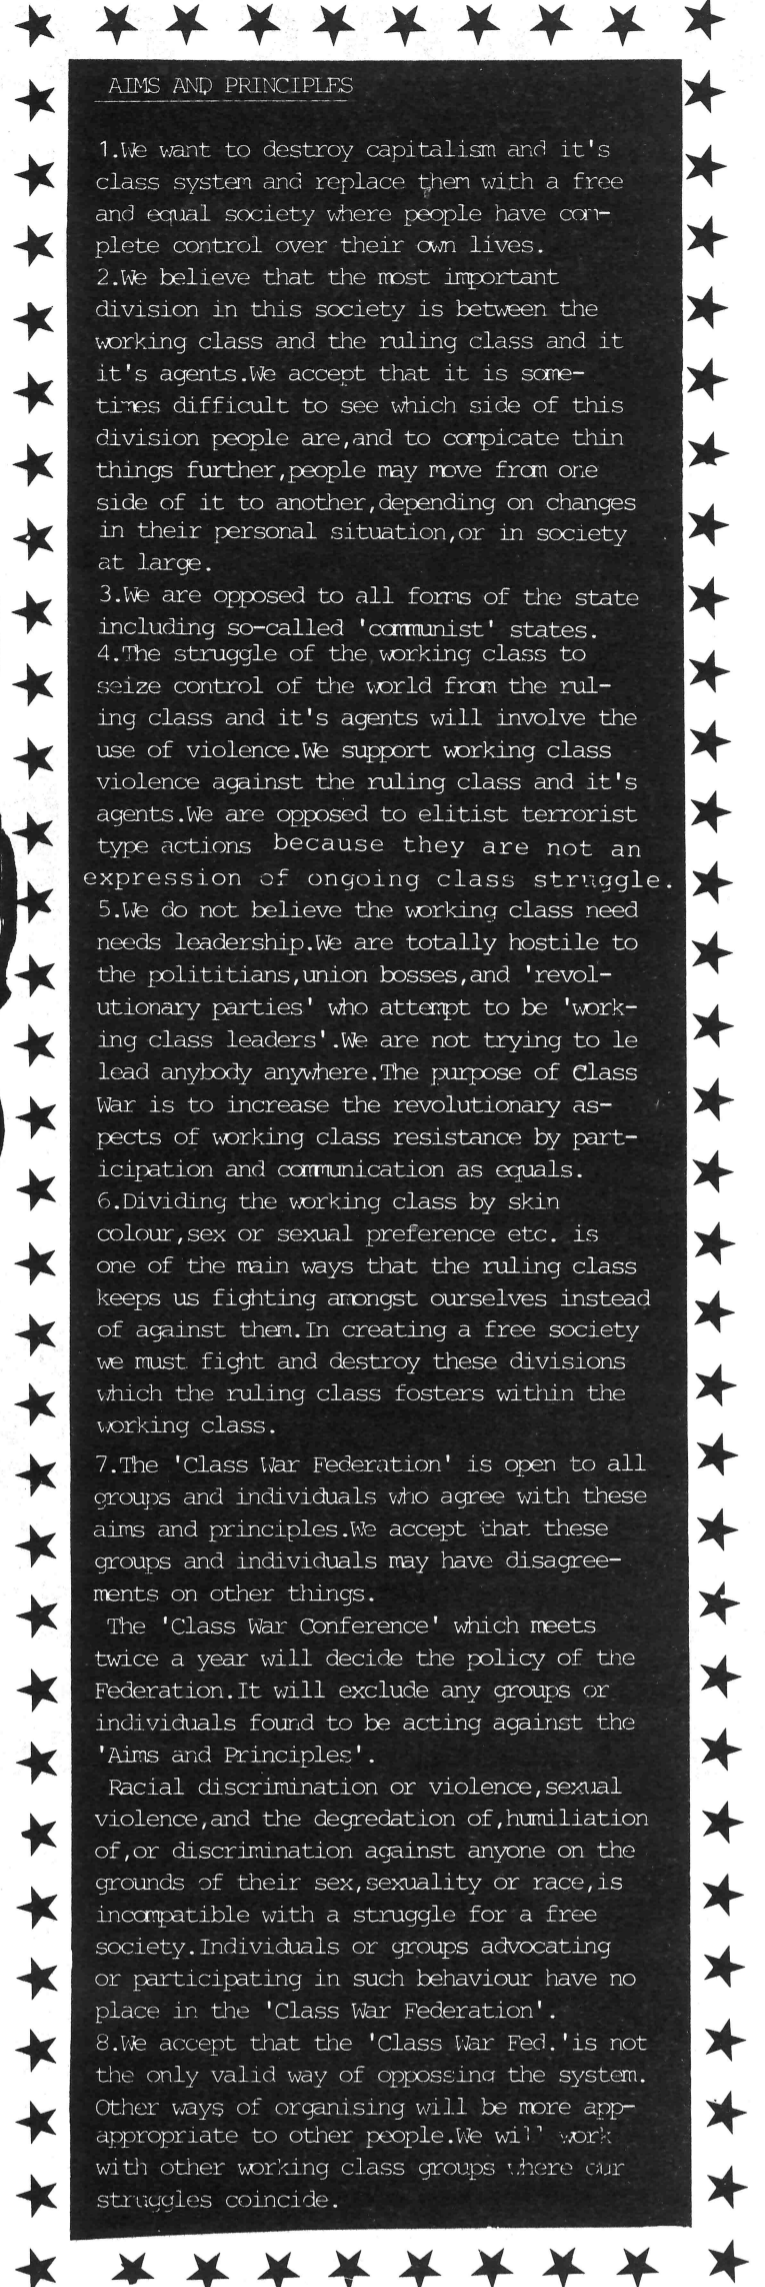 AIMS AND PRINCIPLES
1.We want to destroy capitalism and it's
class system and replace them with a free
and equal society where people have com-
plete control over their own lives.
2.We believe that the most important
division in this society is between the
working class and the ruling class and it
it's agents.We accept that it is some-
times difficult to see which side of this
division people are,and to compicate thin
things further,people may move from one
side of it to another,depending on changes
in their personal situation,or in society
at large.
3.We are opposed to all forms of the state
including so-called 'communist' states.
4.The struggle of the working class to
seize control of the world from the rul-
ing class and it's agents will involve the
use of violence.We support working class
violence against the ruling class and it's
agents.We are opposed to elitist terrorist
type actions because they are not an
expression of ongoing class struggle.
5.We do not believe the working class need
needs leadership.We are totally hostile to
the polititians,union bosses,and 'revol-
utionary parties' who attempt to be 'work-
ing class leaders'.We are not trying to le
lead anybody anywhere.The purpose of Class
War is to increase the revolutionary as-
pects of working class resistance by part-
icipation and communication as equals.
6.Dividing the working class by skin
colour,sex or sexual preference etc. is
one of the main ways that the ruling class
keeps us fighting amongst ourselves instead
of against them.In creating a free society
we must fight and destroy these divisions
which the ruling class fosters within the
working class.
7.The 'Class War Federation' is open to all
groups and individuals who agree with these
aims and principles.We accept that these
groups and individuals may have disagree-
ments on other things.
The 'Class War Conference' which meets
twice a year will decide the policy of the
Federation.It will exclude any groups or
individuals found to be acting against the
'Aims and Principles'.
Racial discrimination or violence,sexual
violence,and the degredation of,humiliation
of,or discrimination against anyone on the
grounds of their sex,sexuality or race,is
incompatible with a struggle for a free
society.Individuals or groups advocating
or participating in such behaviour have no
place in the 'Class War Federation'.
8.We accept that the 'Class War Fed.'is not
the only valid way of oppossing the system.
Other ways of organising will be more app-
appropriate to other people.We will work
with other working class groups where our
struggles coincide.